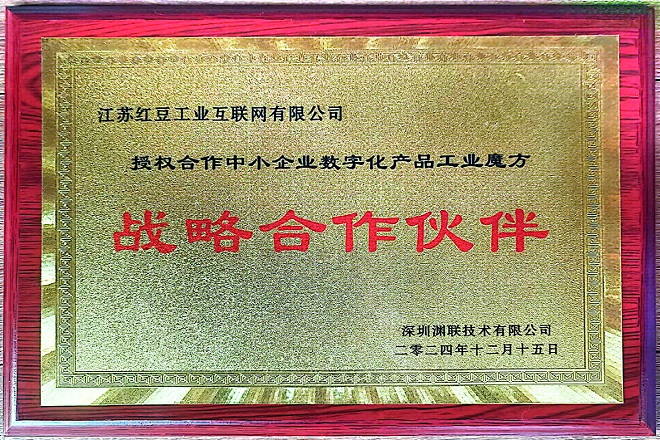 江苏红豆工业互联网有限公司
授权合作中小企业数字化产品工业魔方
战略合作伙伴
深圳渊联技术有限公司
二零二四年十二月十五日